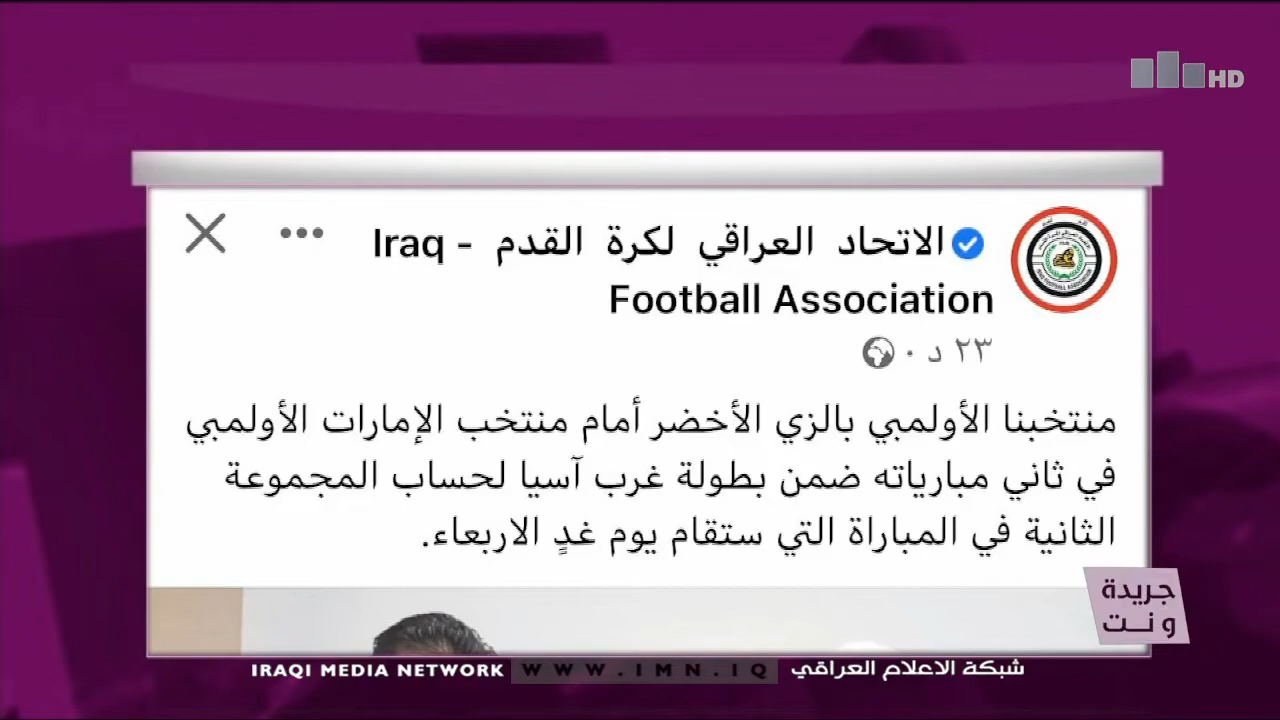 HD
الاتحاد العراقي لكرة القدم - Iraq
Football Association
٢٣ د ·
منتخبنا الأولمبي بالزي الأخضر أمام منتخب الإمارات الأولمبي
في ثاني مبارياته ضمن بطولة غرب آسيا لحساب المجموعة
الثانية في المباراة التي ستقام يوم غدٍ الاربعاء.
جريدة
و نت
IRAQI MEDIA NETWORK WWW.IMN.IQ شبكة الاعلام العراقي